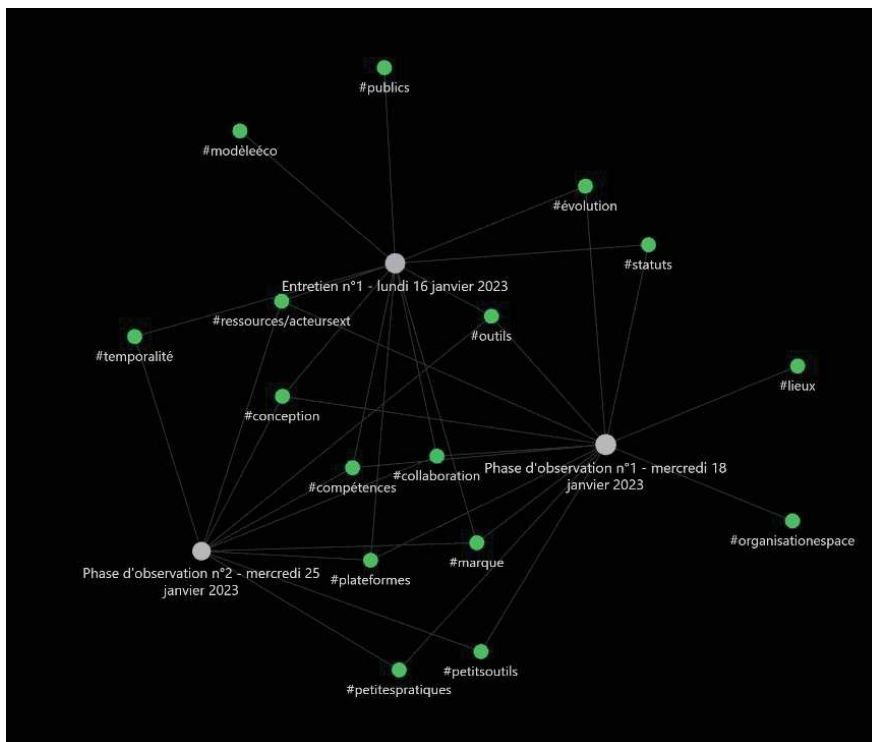 #publics
#modèleéco
#évolution
#statuts
Entretien n°1 - lundi 16 janvier 2023
#ressources/acteursext
#outils
#temporalité
#lieux
#conception
#collaboration
Phase d'observation n°1 - mercredi 18
janvier 2023
#compétences
#organisationespace
#marque
Phase d'observation n°2 - mercredi 25
janvier 2023
#plateformes
#petitsoutils
#petitespratiques